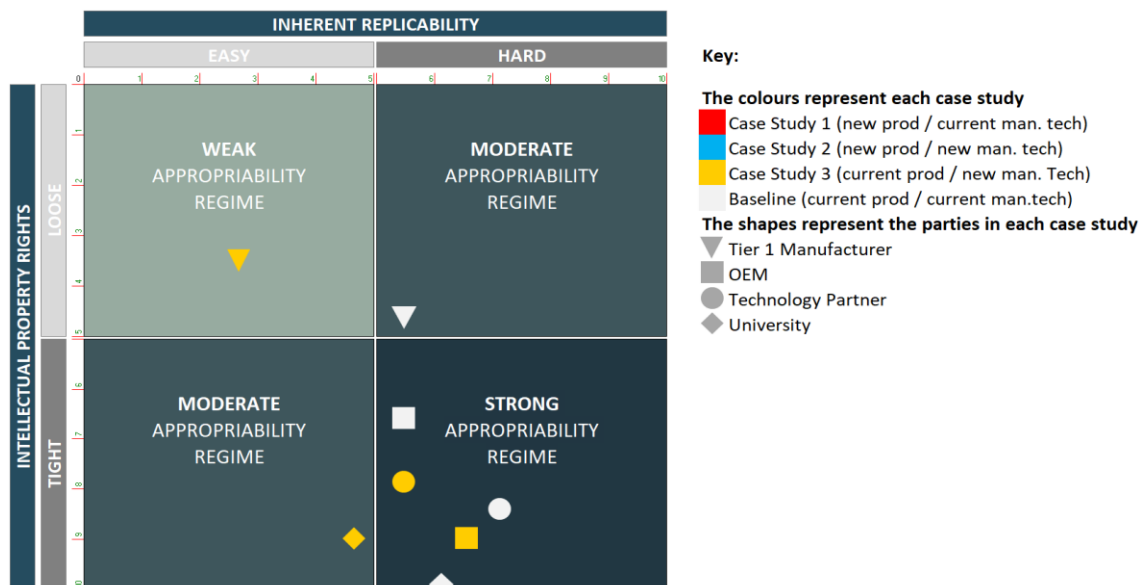 INHERENT REPLICABILITY
EASY
HARD
0 1 2 3 4 5 6 7 8 9 10
INTELLECTUAL PROPERTY RIGHTS
LOOSE
TIGHT
1
2
3
4
5
6
7
8
9
10
WEAK
APPROPRIABILITY
REGIME
MODERATE
APPROPRIABILITY
REGIME
MODERATE
APPROPRIABILITY
REGIME
STRONG
APPROPRIABILITY
REGIME
Key:
The colours represent each case study
Case Study 1 (new prod / current man. tech)
Case Study 2 (new prod / new man. tech)
Case Study 3 (current prod / new man. Tech)
Baseline (current prod / current man.tech)
The shapes represent the parties in each case study
Tier 1 Manufacturer
OEM
Technology Partner
University